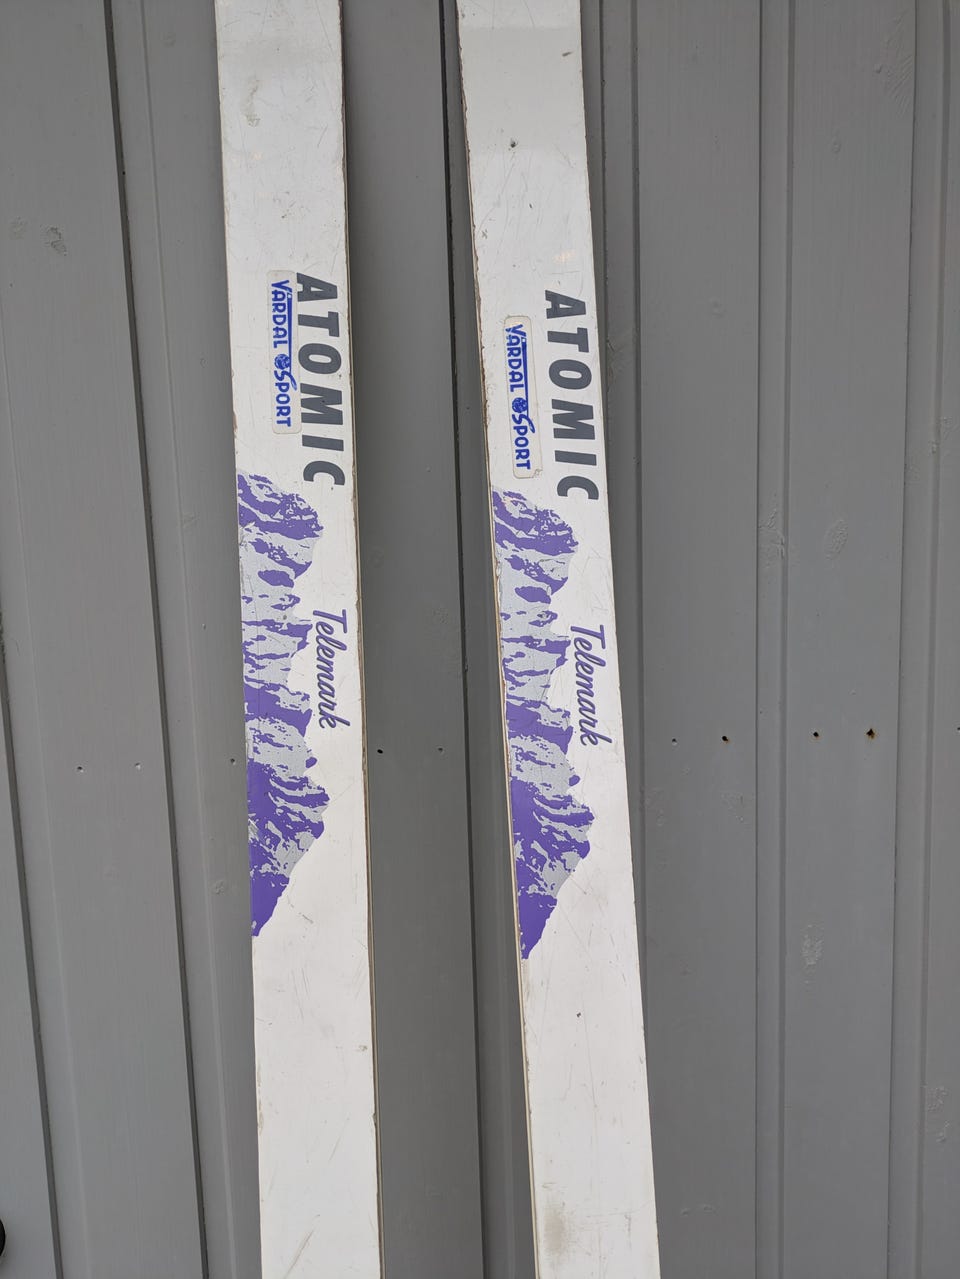 ATOMIC
VÅRDAL SPORT
Telemark
ATOMIC
VÅRDAL SPORT
Telemark